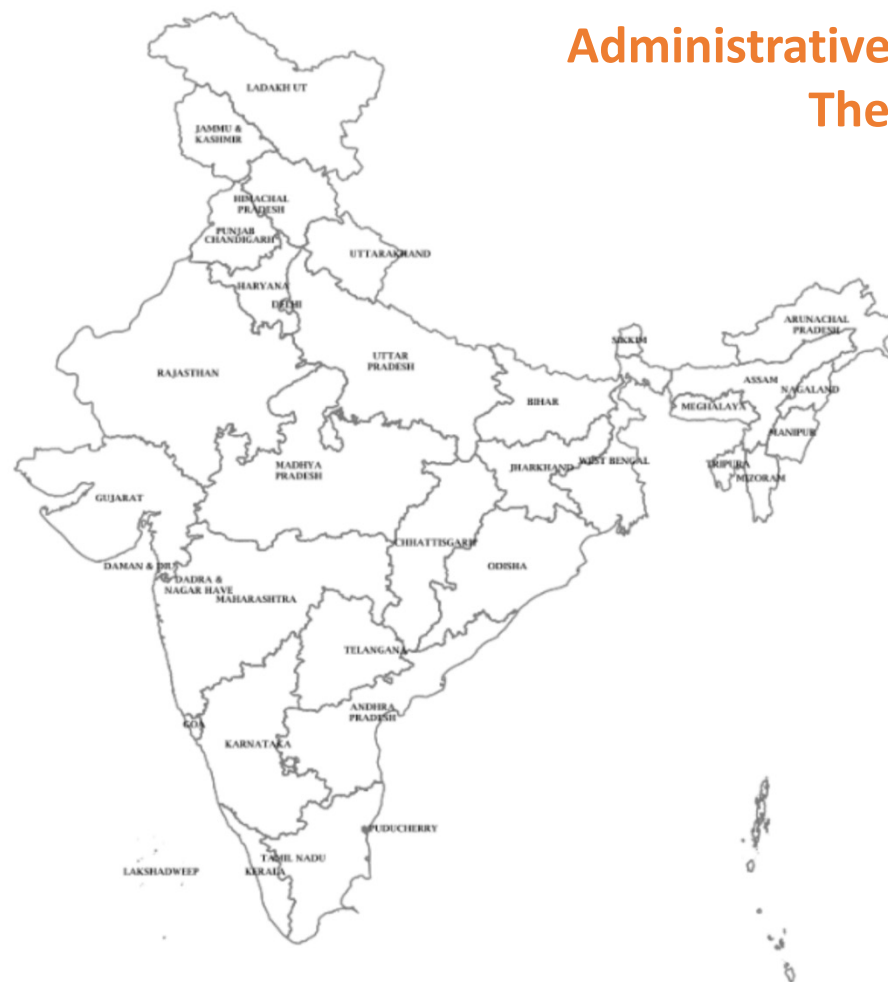 Administrative
The
LADAKH UT
JAMMU &
KASHMIR
HIMACHAL
PRADESH
PUNJAB
CHANDIGARH
UTTARAKHAND
HARYANA
DELHI
ARUNACHAL
PRADESH
SIKKIM
UTTAR
PRADESH
RAJASTHAN
ASSAM
NAGALAND
BIHAR
MEGHALAYA
MANIPUR
WEST BENGAL
JHARKHAND
TRIPURA
MIZORAM
MADHYA
PRADESH
GUJARAT
CHHATTISGARH
ODISHA
DAMAN & DIU
DADRA &
NAGAR HAVE
MAHARASHTRA
TELANGANA
ANDHRA
PRADESH
GOA
KARNATAKA
PUDUCHERRY
TAMIL NADU
LAKSHADWEEP
KERALA